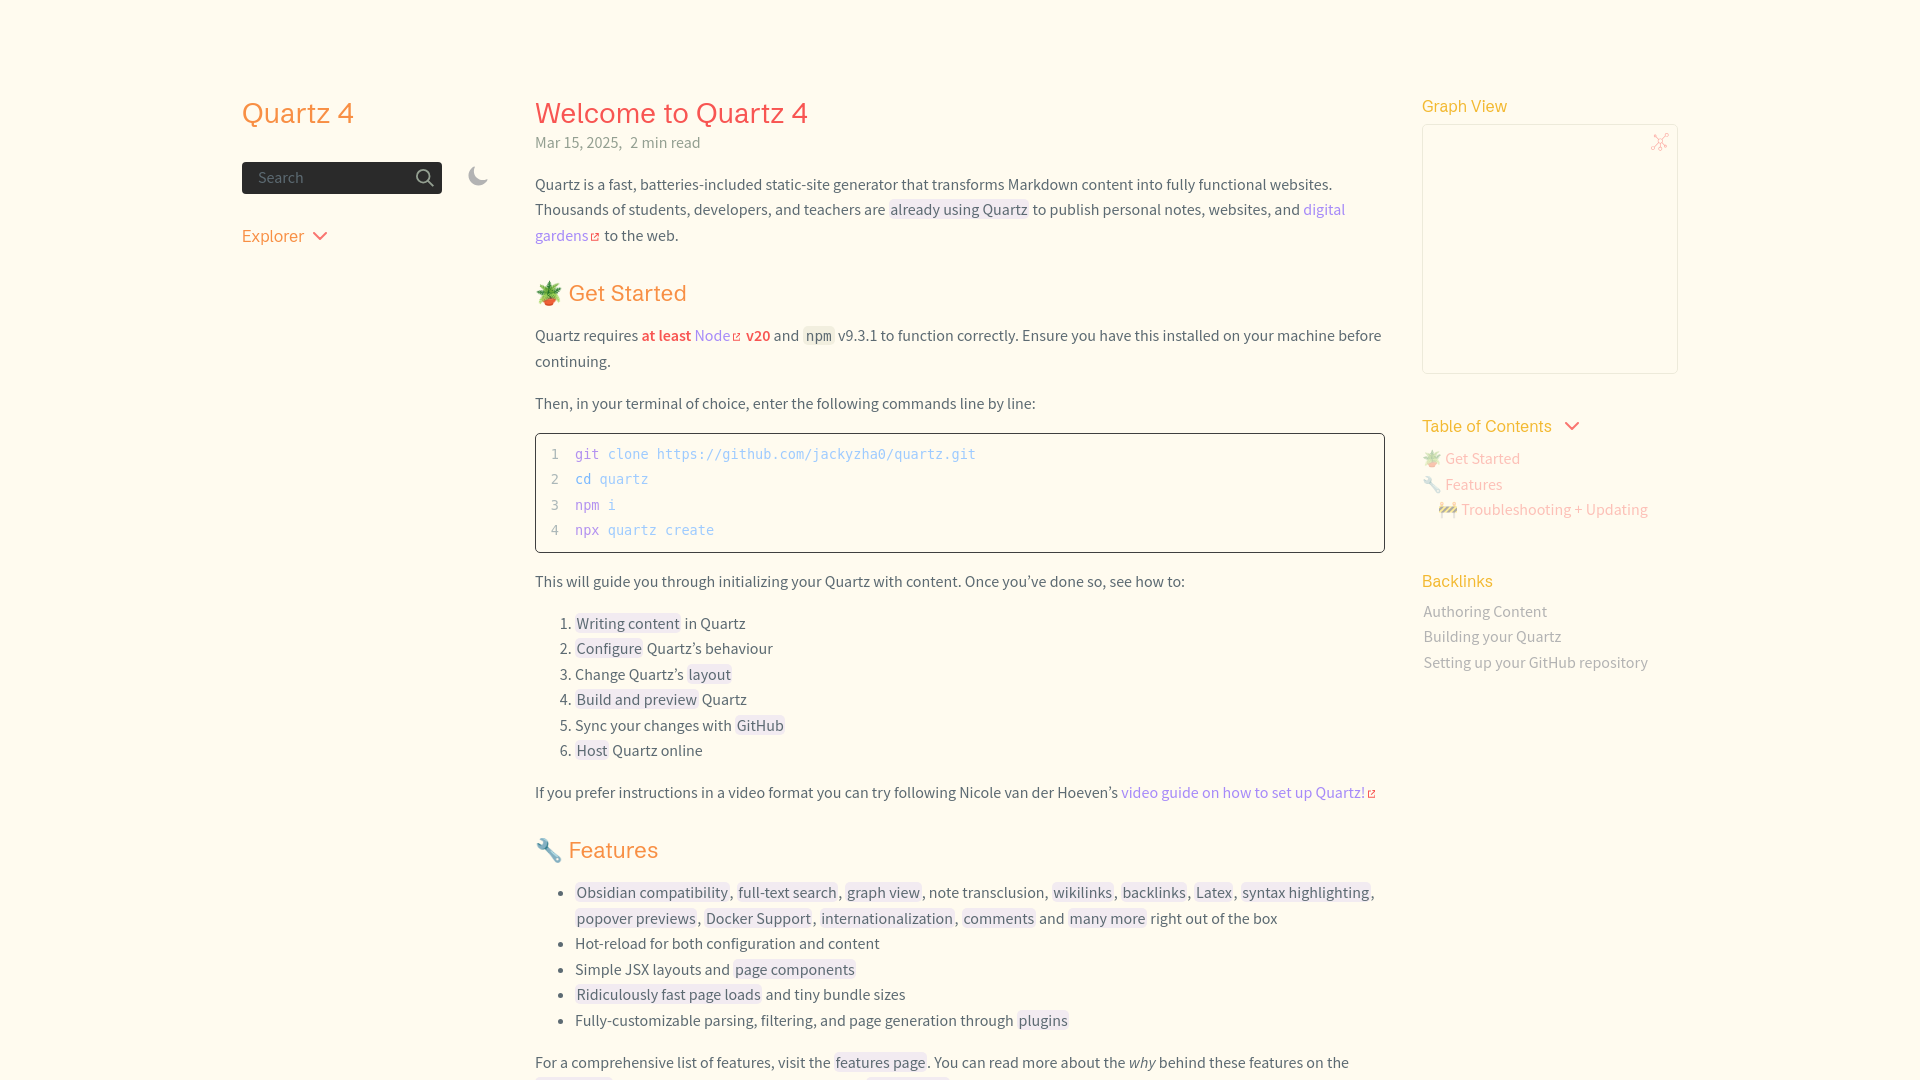 Quartz 4
Search
Explorer
Welcome to Quartz 4
Mar 15, 2025, 2 min read
Quartz is a fast, batteries-included static-site generator that transforms Markdown content into fully functional websites.
Thousands of students, developers, and teachers are already using Quartz to publish personal notes, websites, and digital
gardens to the web.
🪴 Get Started
Quartz requires at least Node v20 and npm v9.3.1 to function correctly. Ensure you have this installed on your machine before
continuing.
Then, in your terminal of choice, enter the following commands line by line:
1 git clone https://github.com/jackyzha0/quartz.git
2 cd quartz
3 npm i
4 npx quartz create
This will guide you through initializing your Quartz with content. Once you’ve done so, see how to:
1. Writing content in Quartz
2. Configure Quartz’s behaviour
3. Change Quartz’s layout
4. Build and preview Quartz
5. Sync your changes with GitHub
6. Host Quartz online
If you prefer instructions in a video format you can try following Nicole van der Hoeven’s video guide on how to set up Quartz!
🔧 Features
• Obsidian compatibility, full-text search, graph view, note transclusion, wikilinks, backlinks, Latex, syntax highlighting,
popover previews, Docker Support, internationalization, comments and many more right out of the box
• Hot-reload for both configuration and content
• Simple JSX layouts and page components
• Ridiculously fast page loads and tiny bundle sizes
• Fully-customizable parsing, filtering, and page generation through plugins
For a comprehensive list of features, visit the features page. You can read more about the why behind these features on the
Graph View
Table of Contents
🪴 Get Started
🔧 Features
🚧 Troubleshooting + Updating
Backlinks
Authoring Content
Building your Quartz
Setting up your GitHub repository